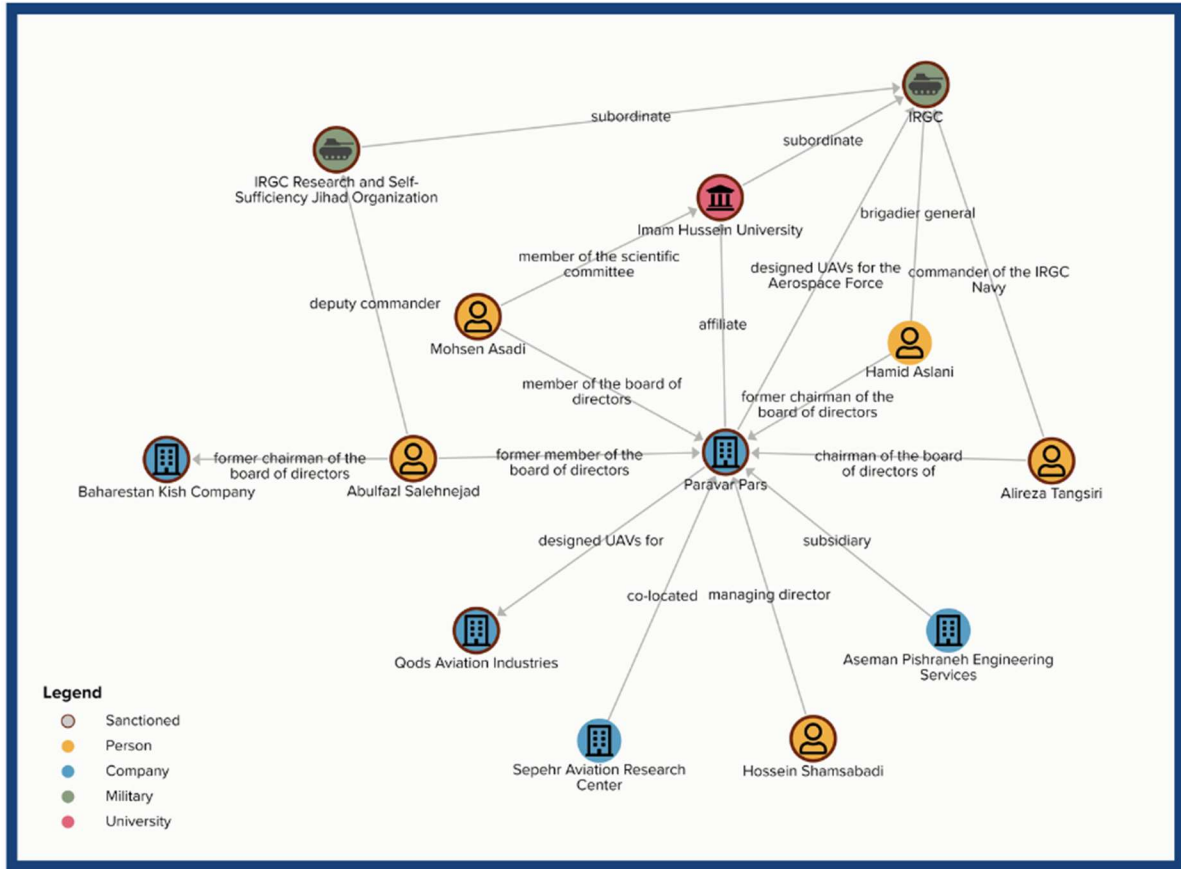 IRGC
subordinate
subordinate
IRGC Research and Self-
Sufficiency Jihad Organization
Imam Hussein University
brigadier general
member of the scientific
committee
designed UAVs for the
Aerospace Force
commander of the IRGC
Navy
deputy commander
affiliate
Mohsen Asadi
Hamid Aslani
member of the board of
directors
former chairman of the
board of directors
former chairman of the
board of directors
former member of the
board of directors
chairman of the board
of directors of
Baharestan Kish Company
Abulfazl Salehnejad
Paravar Pars
Alireza Tangsiri
designed UAVs for
subsidiary
co-located
managing director
Qods Aviation Industries
Aseman Pishraneh Engineering
Services
Sepehr Aviation Research
Center
Hossein Shamsabadi
Legend
Sanctioned
Person
Company
Military
University